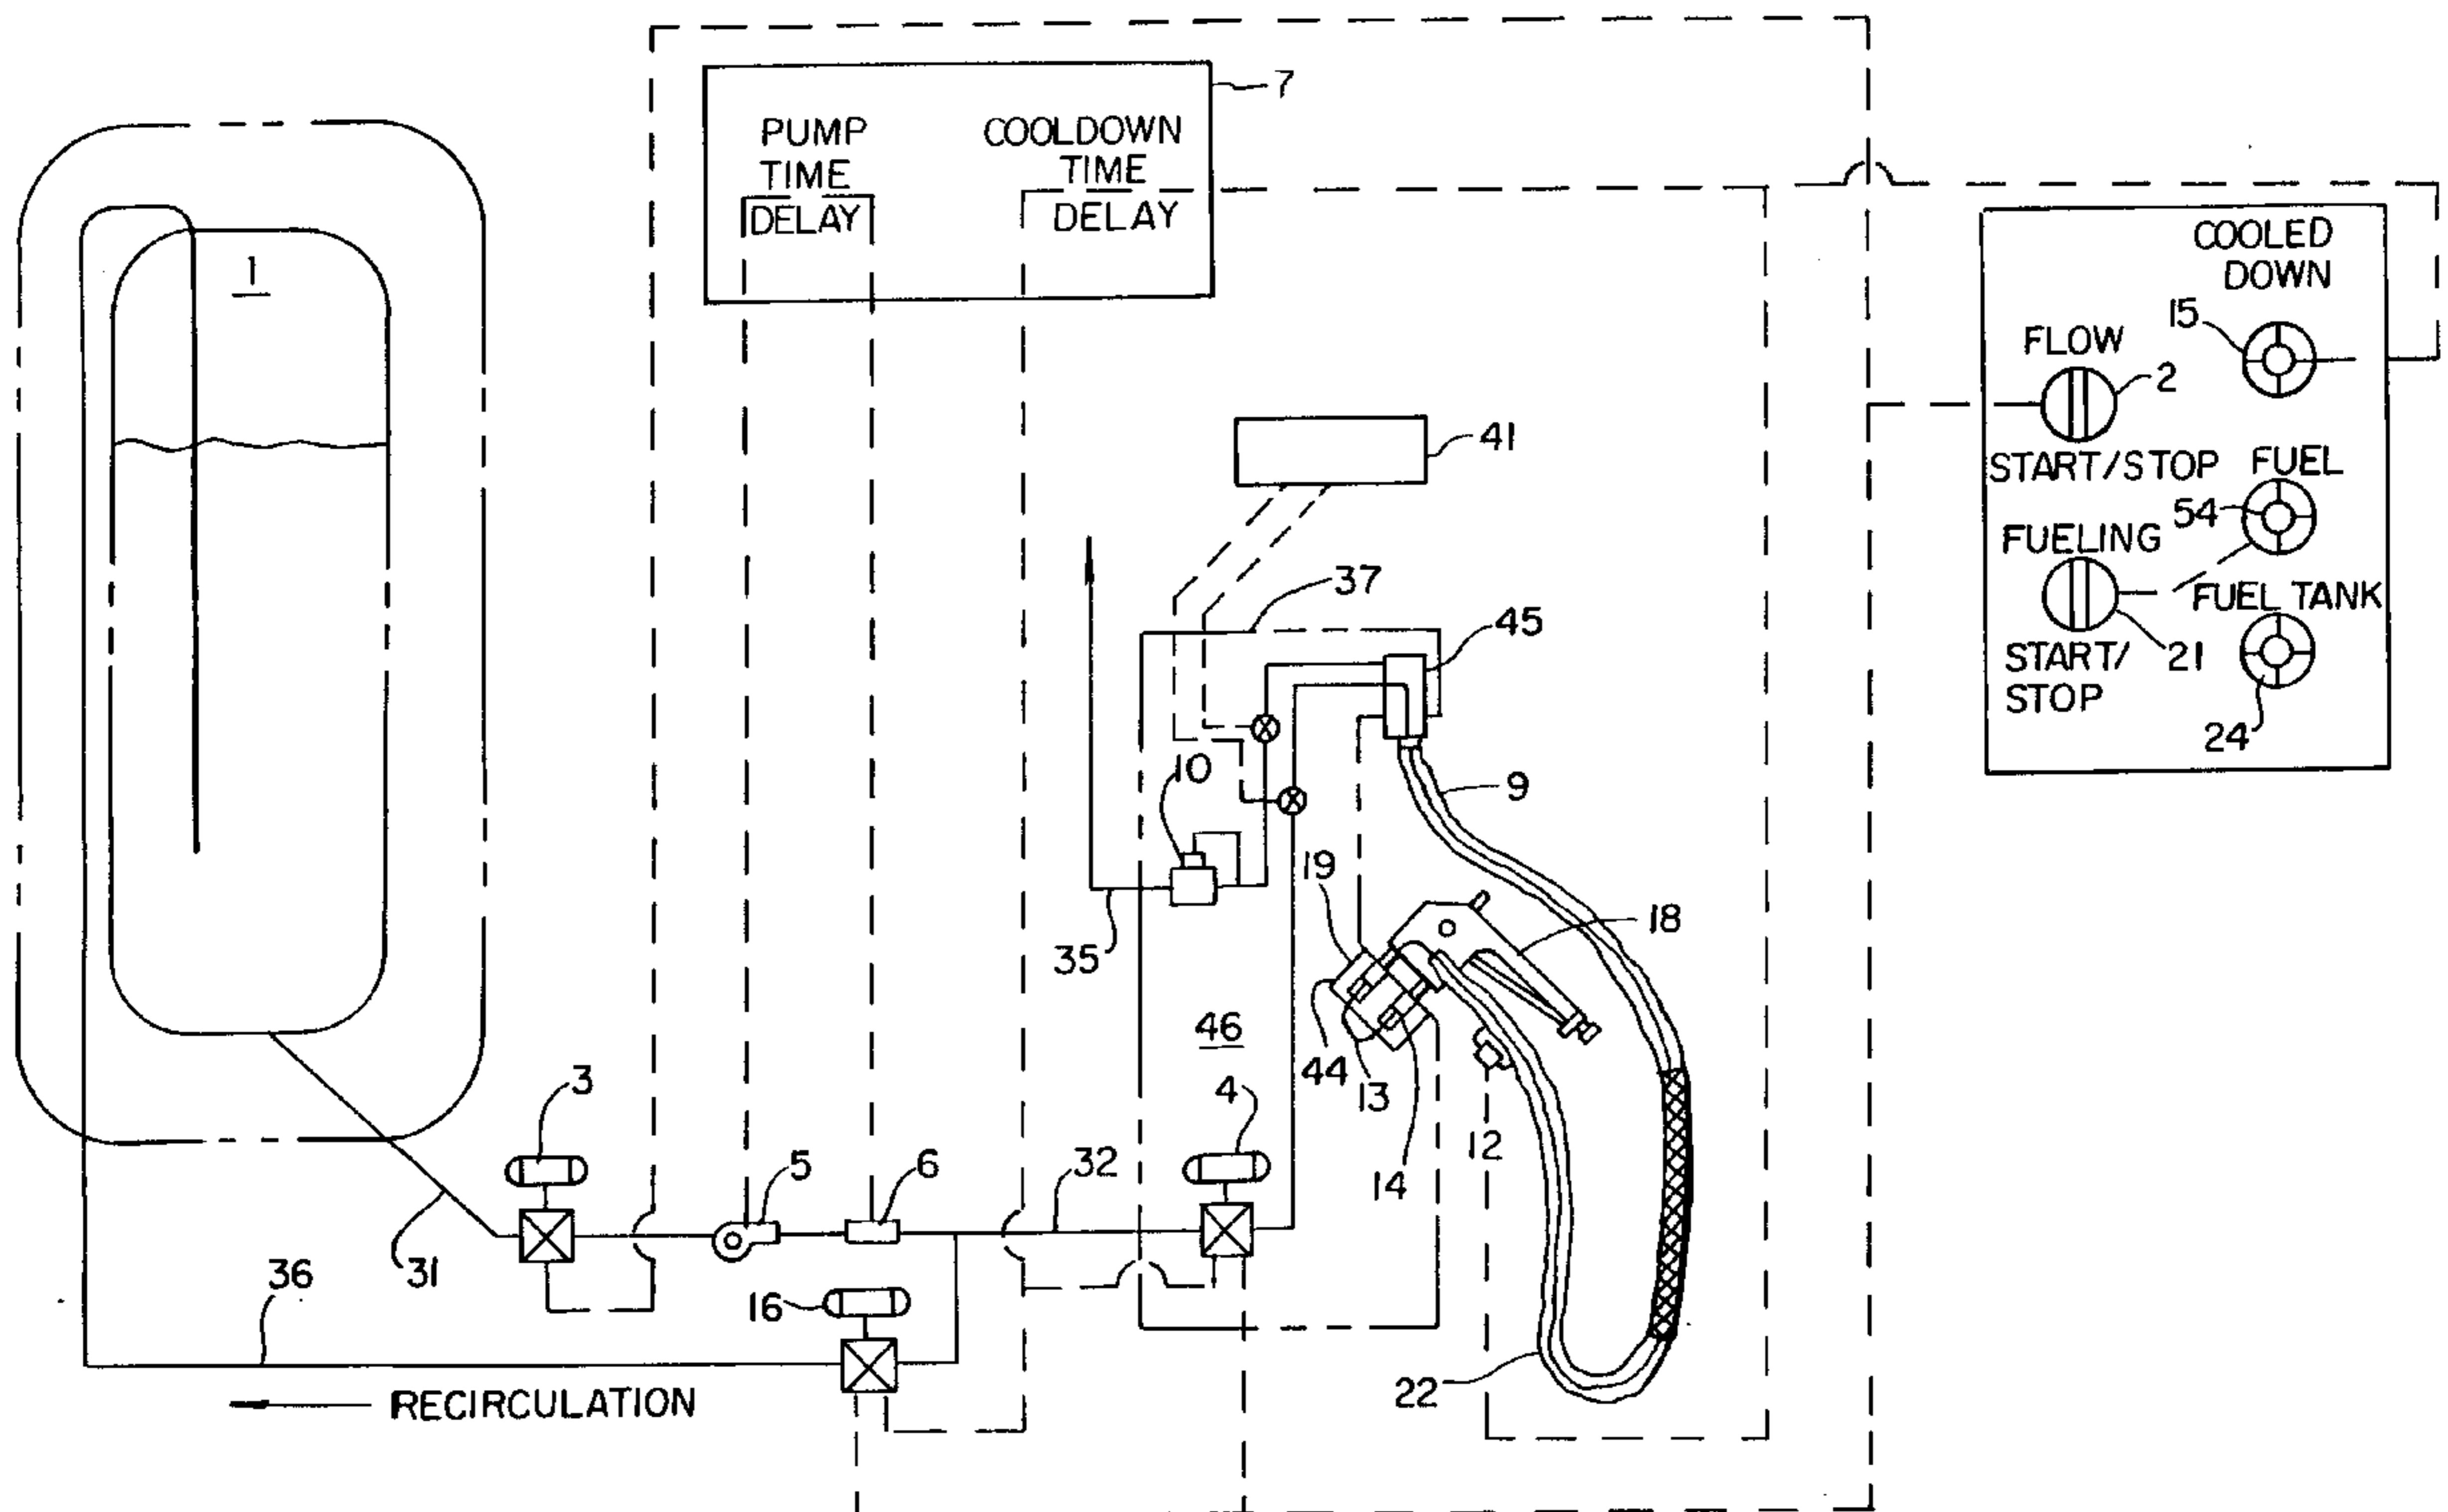 7
PUMP
TIME
DELAY
COOLDOWN
TIME
DELAY
1
COOLED
DOWN
15
FLOW
2
START/STOP
FUEL
54
FUELING
FUEL TANK
START/
STOP
21
24
41
37
45
10
9
19
18
35
46
44
13
14
12
3
4
5
6
32
31
36
16
22
RECIRCULATION